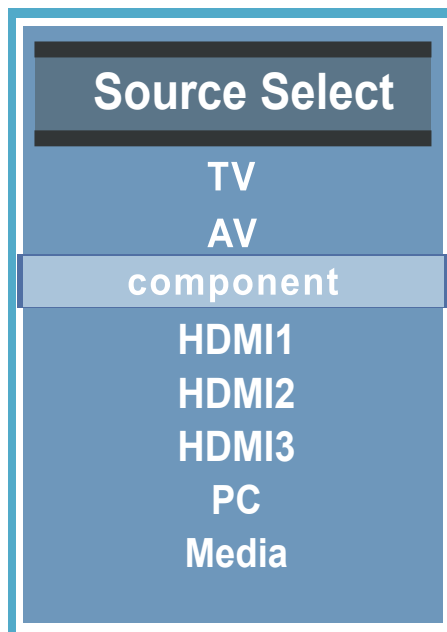 Source Select
TV
AV
component
HDMI1
HDMI2
HDMI3
PC
Media